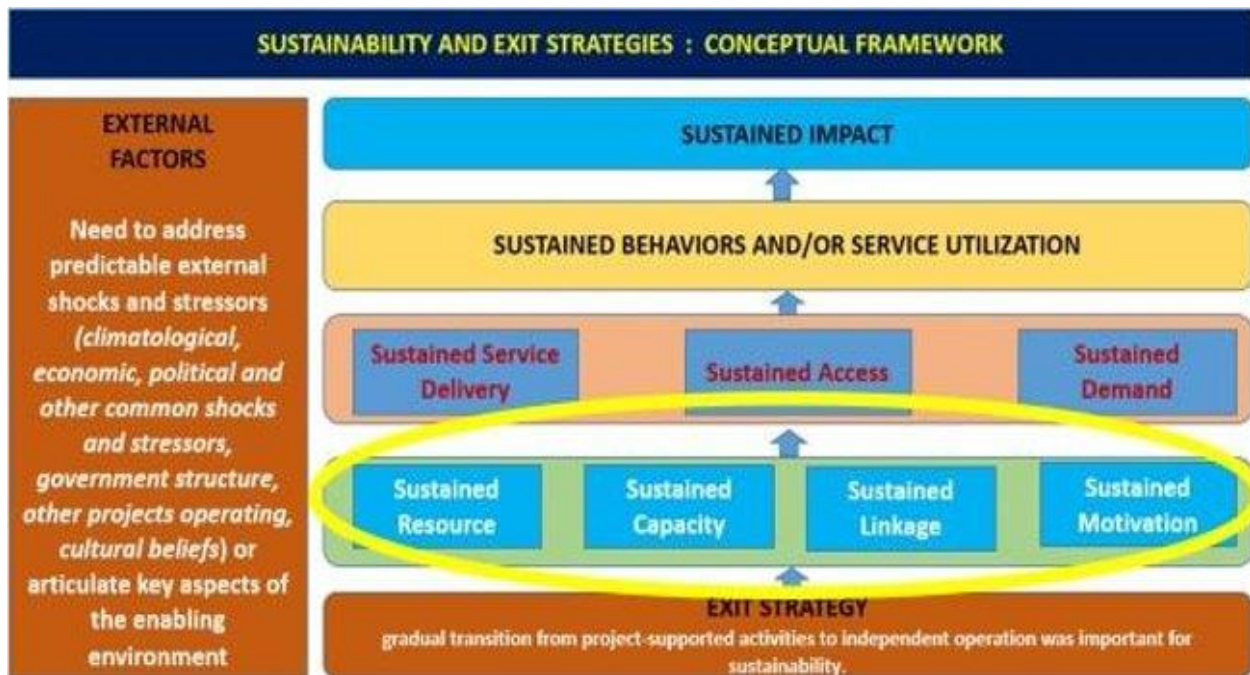 SUSTAINABILITY AND EXIT STRATEGIES : CONCEPTUAL FRAMEWORK
EXTERNAL
FACTORS
Need to address
predictable external
shocks and stressors
(climatological,
economic, political and
other common shocks
and stressors,
government structure,
other projects operating,
cultural beliefs) or
articulate key aspects of
the enabling
environment
SUSTAINED IMPACT
SUSTAINED BEHAVIORS AND/OR SERVICE UTILIZATION
Sustained Service
Delivery
Sustained Access
Sustained
Demand
Sustained
Resource
Sustained
Capacity
Sustained
Linkage
Sustained
Motivation
EXIT STRATEGY
gradual transition from project-supported activities to independent operation was important for
sustainability.